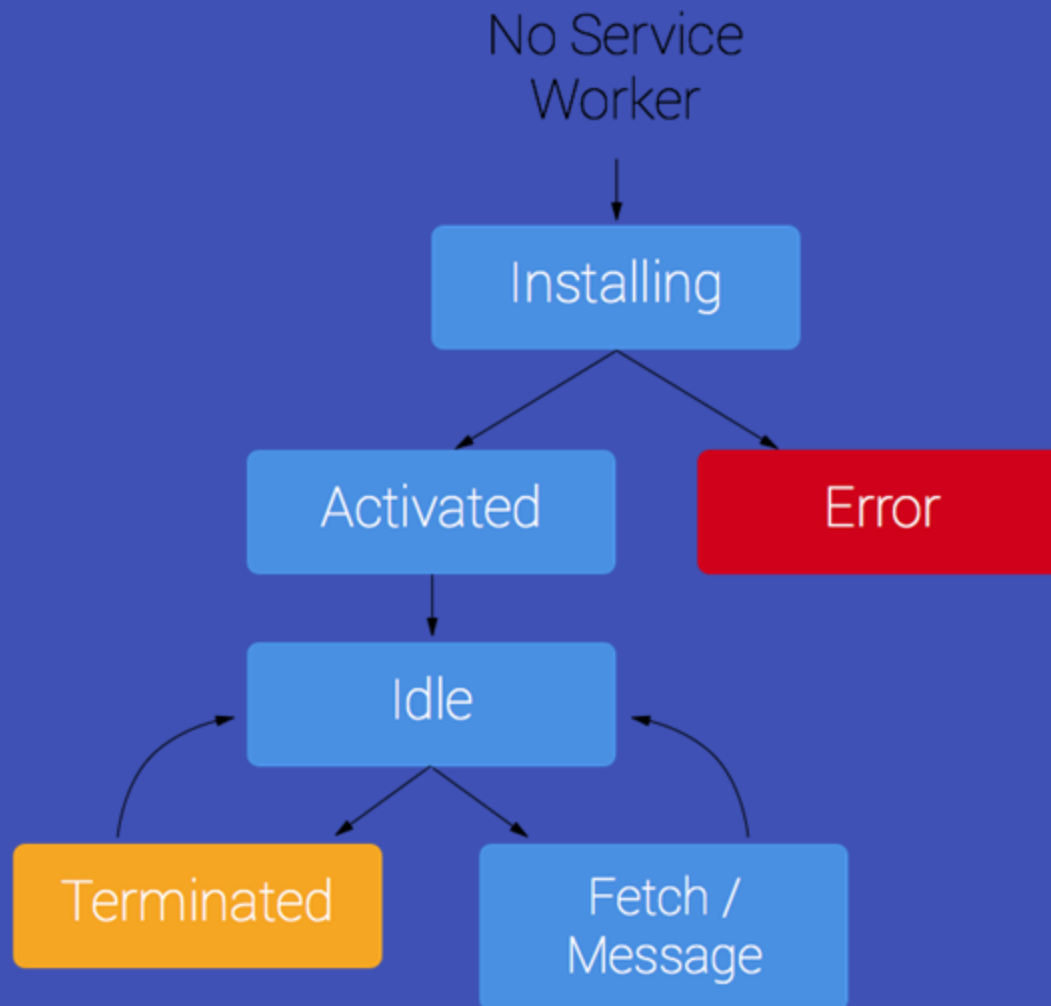 No Service
Worker
Installing
Activated
Error
Idle
Terminated
Fetch /
Message